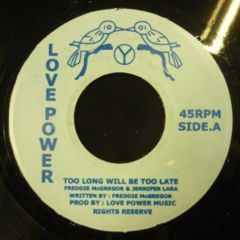 LOVE POWER
Y
45RPM
SIDE.A
TOO LONG WILL BE TOO LATE
FREDDIE McGREGOR & JENNIFER LARA
WRITTEN BY : FREDDIE McGREGOR
PROD BY : LOVE POWER MUSIC
RIGHTS RESERVE